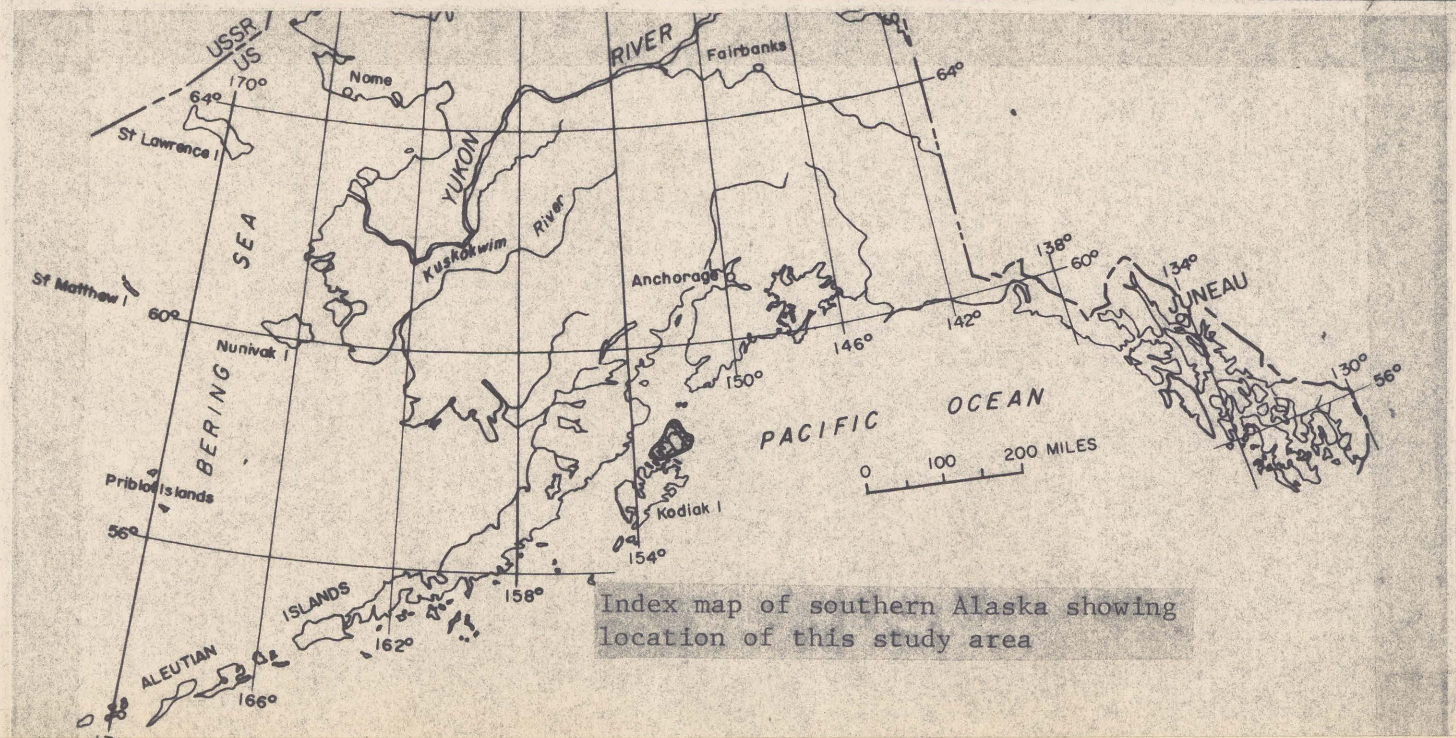 USSR
US
170°
64°
Nome
RIVER
Fairbanks
64°
St Lawrence I
YUKON
SEA
Kuskokwim
River
Anchorage
138°
60°
134°
JUNEAU
St Matthew I
60°
Nunivak I
142°
146°
150°
130°
56°
BERING
PACIFIC OCEAN
0 100 200 MILES
Priblof Islands
Kodiak I
56°
154°
158°
Index map of southern Alaska showing
location of this study area
ISLANDS
162°
ALEUTIAN
166°